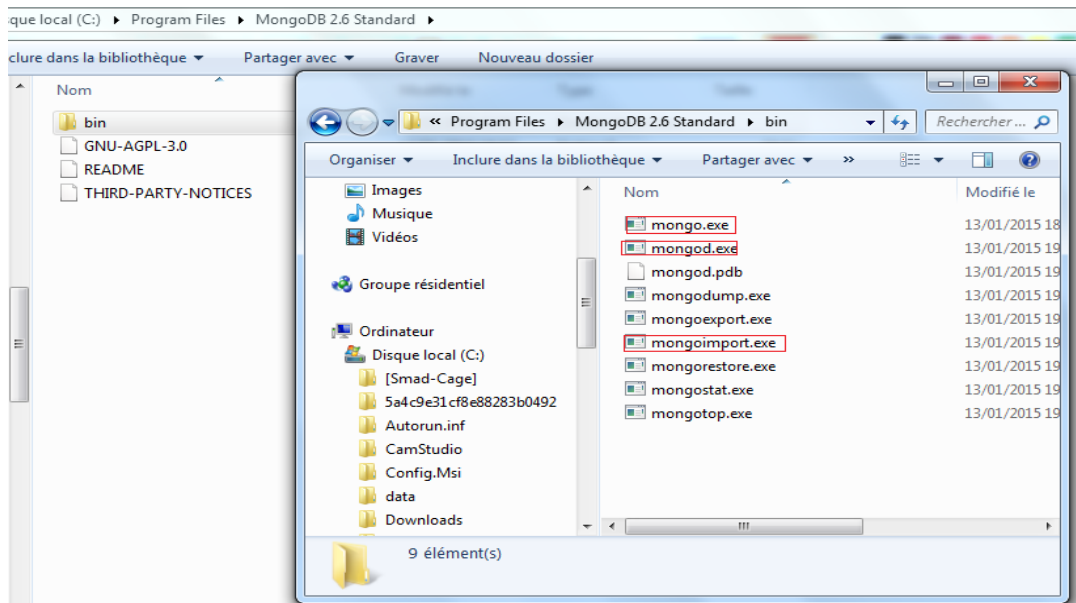 sque local (C:) ▸ Program Files ▸ MongoDB 2.6 Standard ▸
clure dans la bibliothèque ▾ Partager avec ▾ Graver Nouveau dossier
Nom
bin
GNU-AGPL-3.0
README
THIRD-PARTY-NOTICES
« Program Files ▸ MongoDB 2.6 Standard ▸ bin
Rechercher ...
Organiser ▾ Inclure dans la bibliothèque ▾ Partager avec ▾ »
Images
Musique
Vidéos
Groupe résidentiel
Ordinateur
Disque local (C:)
[Smad-Cage]
5a4c9e31cf8e88283b0492
Autorun.inf
CamStudio
Config.Msi
data
Downloads
Nom Modifié le
mongo.exe 13/01/2015 18
mongod.exe 13/01/2015 19
mongod.pdb 13/01/2015 19
mongodump.exe 13/01/2015 19
mongoexport.exe 13/01/2015 19
mongoimport.exe 13/01/2015 19
mongorestore.exe 13/01/2015 19
mongostat.exe 13/01/2015 19
mongotop.exe 13/01/2015 19
9 élément(s)